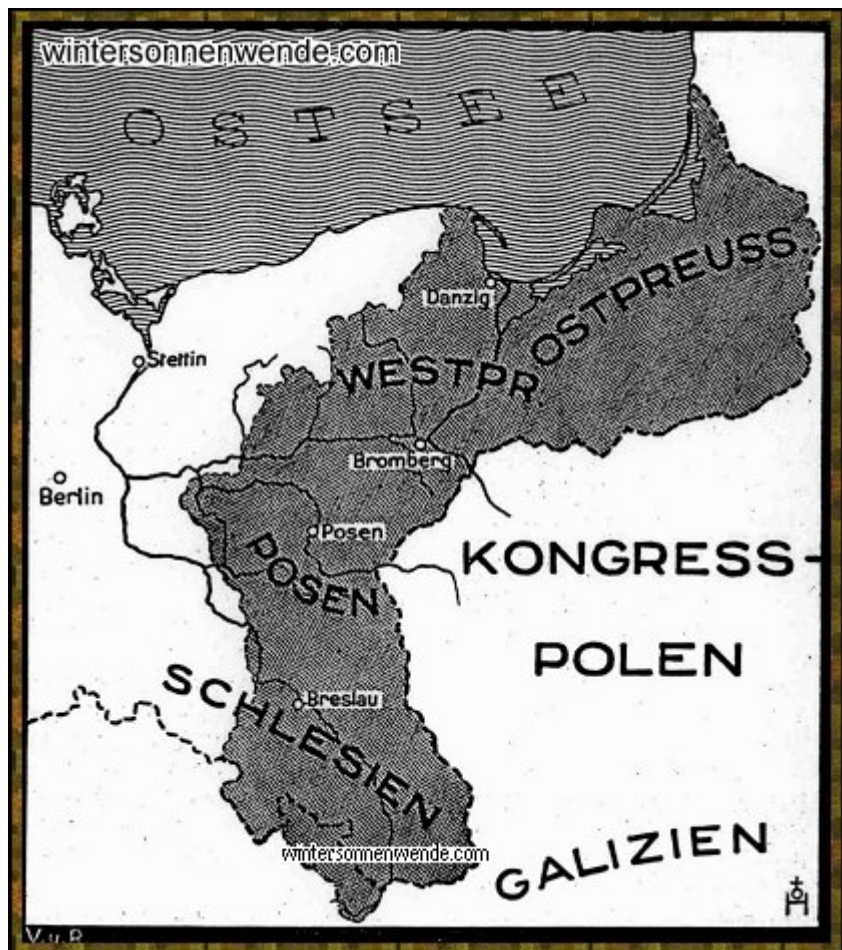 wintersonnenwende.com
OSTSEE
OSTPREUSS.
Danzig
WESTPR.
Stettin
Bromberg
Berlin
Posen
POSEN
KONGRESS-
POLEN
SCHLESIEN
Breslau
wintersonnenwende.com
GALIZIEN
V. u. R.